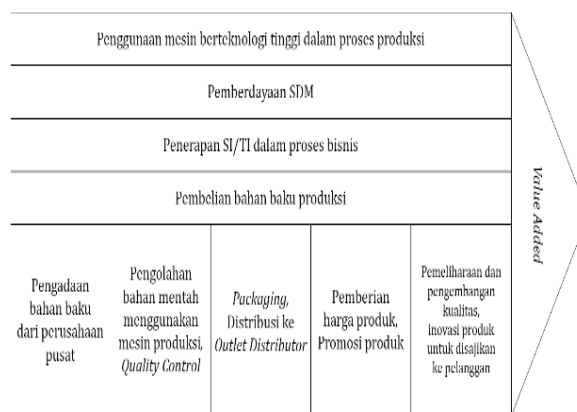 Penggunaan mesin berteknologi tinggi dalam proses produksi
Pemberdayaan SDM
Penerapan SI/TI dalam proses bisnis
Pembelian bahan baku produksi
Pengadaan
bahan baku
dari perusahaan
pusat
Pengolahan
bahan mentah
menggunakan
mesin produksi,
Quality Control
Packaging,
Distribusi ke
Outlet Distributor
Pemberian
harga produk,
Promosi produk
Pemeliharaan dan
pengembangan
kualitas,
inovasi produk
untuk disajikan
ke pelanggan
Value Added